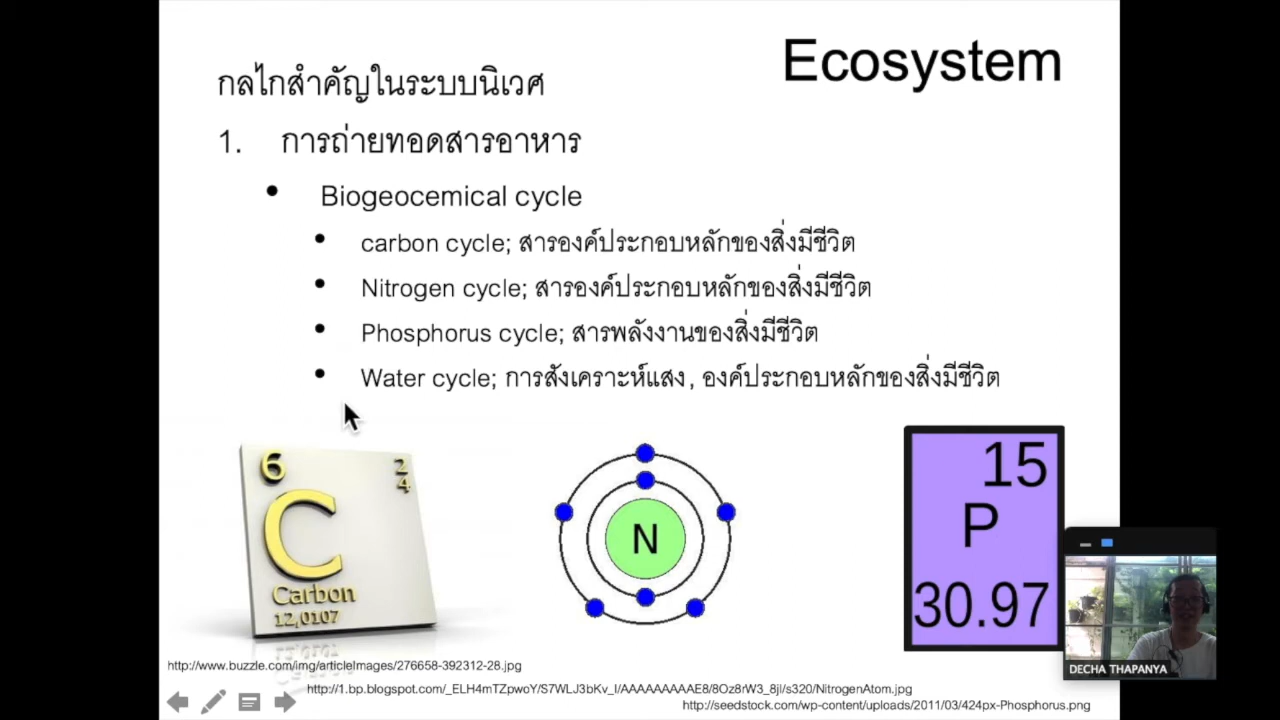 Ecosystem
กลไกสำคัญในระบบนิเวศ
1. การถ่ายทอดสารอาหาร
• Biogeocemical cycle
• carbon cycle; สารองค์ประกอบหลักของสิ่งมีชีวิต
• Nitrogen cycle; สารองค์ประกอบหลักของสิ่งมีชีวิต
• Phosphorus cycle; สารพลังงานของสิ่งมีชีวิต
• Water cycle; การสังเคราะห์แสง, องค์ประกอบหลักของสิ่งมีชีวิต
6 2
4
C
Carbon
12,0107
N
15
P
30.97
DECHA THAPANYA
http://www.buzzle.com/img/articleImages/276658-392312-28.jpg
http://1.bp.blogspot.com/_ELH4mTZpwoY/S7WLJ3bKv_I/AAAAAAAAAE8/8Oz8rW3_8jI/s320/NitrogenAtom.jpg
http://seedstock.com/wp-content/uploads/2011/03/424px-Phosphorus.png